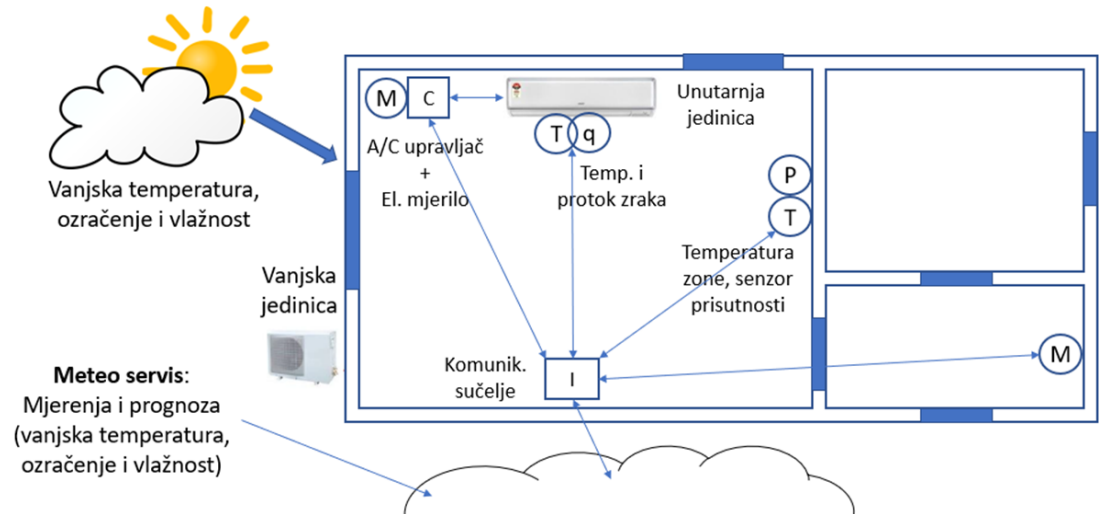 Vanjska temperatura,
ozračenje i vlažnost
M
C
A/C upravljač
+
El. mjerilo
Unutarnja
jedinica
T
q
Temp. i
protok zraka
P
T
Temperatura
zone, senzor
prisutnosti
Vanjska
jedinica
Komunik.
sučelje
I
M
Meteo servis:
Mjerenja i prognoza
(vanjska temperatura,
ozračenje i vlažnost)